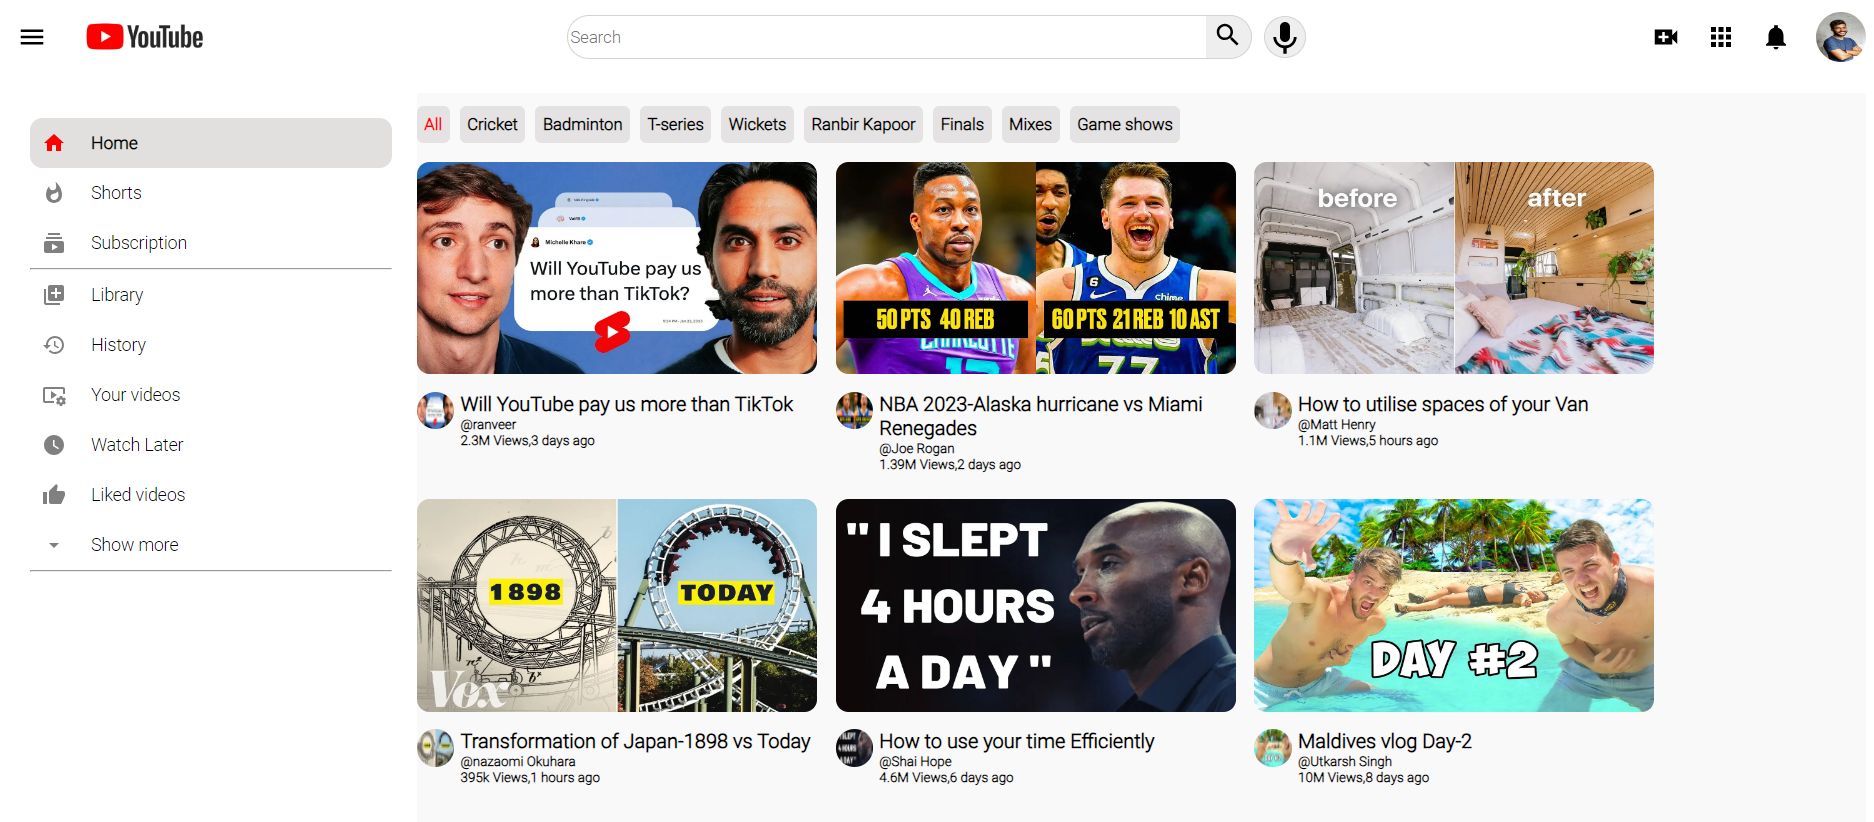 YouTube
Search
Home
Shorts
Subscription
Library
History
Your videos
Watch Later
Liked videos
Show more
All Cricket Badminton T-series Wickets Ranbir Kapoor Finals Mixes Game shows
Michelle Khare
Will YouTube pay us
more than TikTok?
50 PTS 40 REB
60 PTS 21 REB 10 AST
6
chime
CHARLOTTE
77
before after
Will YouTube pay us more than TikTok
@ranveer
2.3M Views,3 days ago
NBA 2023-Alaska hurricane vs Miami
Renegades
@Joe Rogan
1.39M Views,2 days ago
How to utilise spaces of your Van
@Matt Henry
1.1M Views,5 hours ago
1898 TODAY
Vox
" I SLEPT
4 HOURS
A DAY "
DAY #2
Transformation of Japan-1898 vs Today
@nazaomi Okuhara
395k Views,1 hours ago
How to use your time Efficiently
@Shai Hope
4.6M Views,6 days ago
Maldives vlog Day-2
@Utkarsh Singh
10M Views,8 days ago